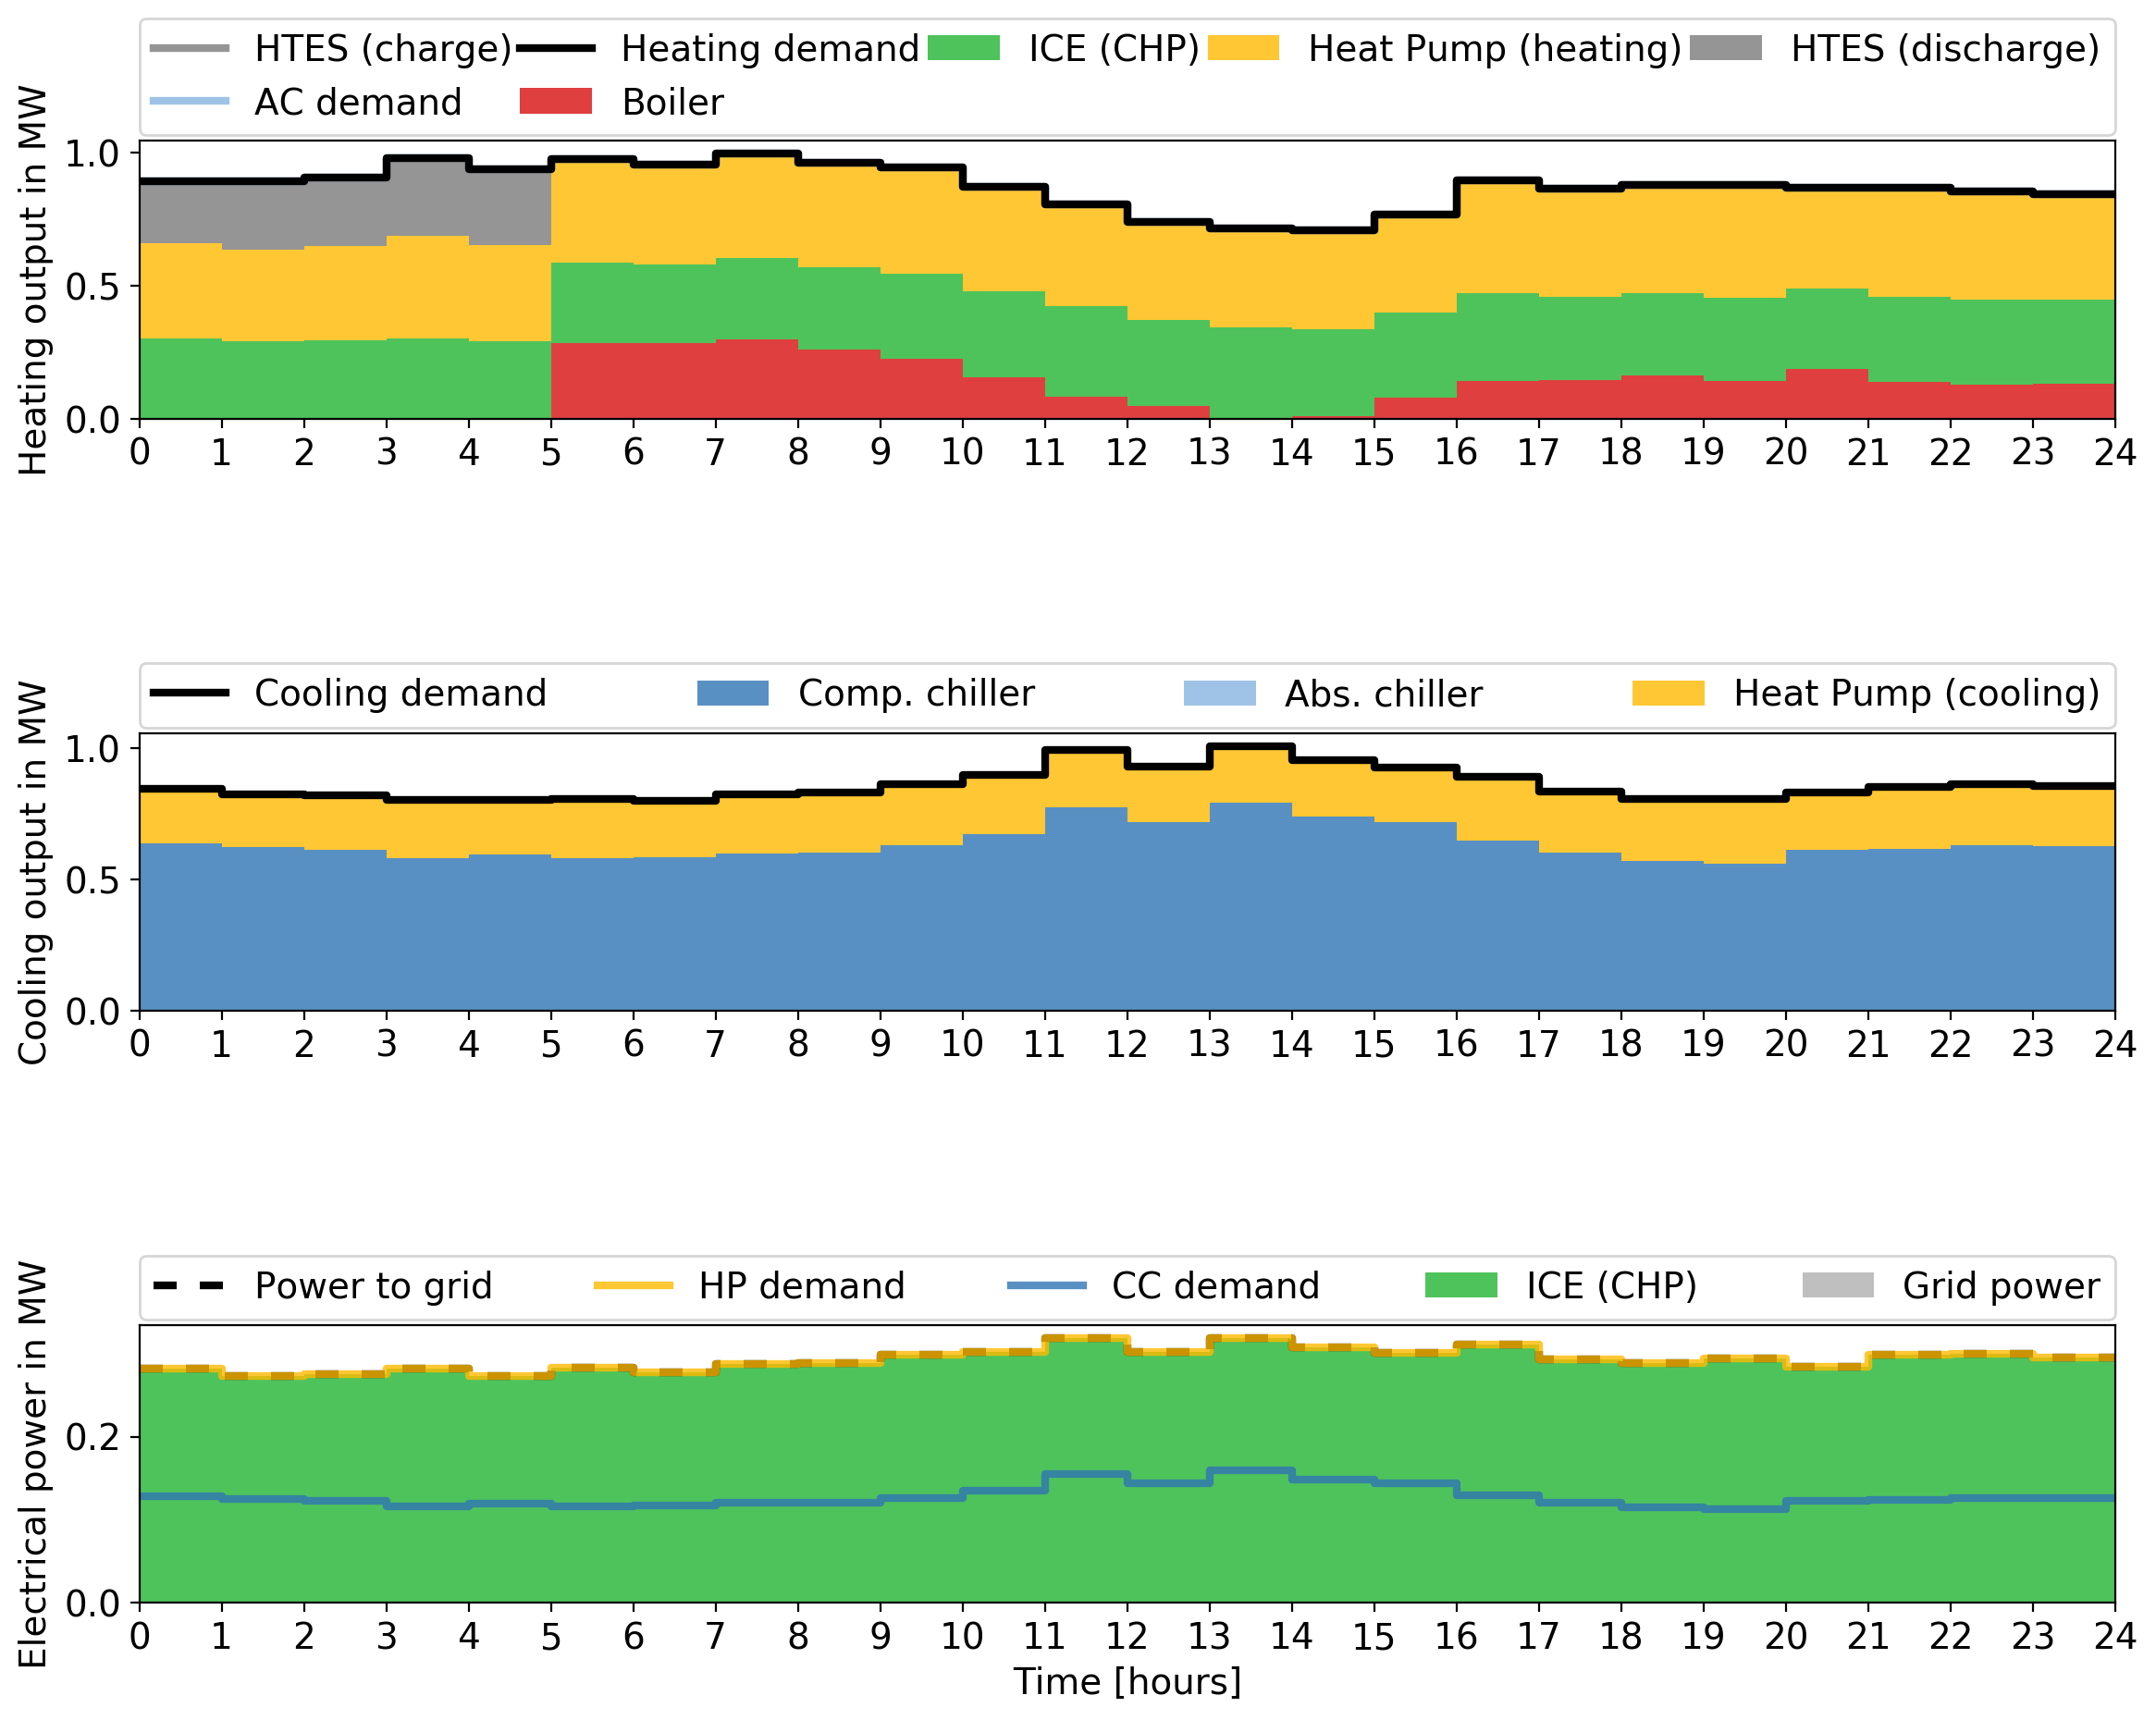 HTES (charge) Heating demand ICE (CHP) Heat Pump (heating) HTES (discharge)
AC demand Boiler
Heating output in MW
1.0
0.5
0.0
0 1 2 3 4 5 6 7 8 9 10 11 12 13 14 15 16 17 18 19 20 21 22 23 24
Cooling demand Comp. chiller Abs. chiller Heat Pump (cooling)
Cooling output in MW
1.0
0.5
0.0
0 1 2 3 4 5 6 7 8 9 10 11 12 13 14 15 16 17 18 19 20 21 22 23 24
Power to grid HP demand CC demand ICE (CHP) Grid power
Electrical power in MW
0.2
0.0
0 1 2 3 4 5 6 7 8 9 10 11 12 13 14 15 16 17 18 19 20 21 22 23 24
Time [hours]